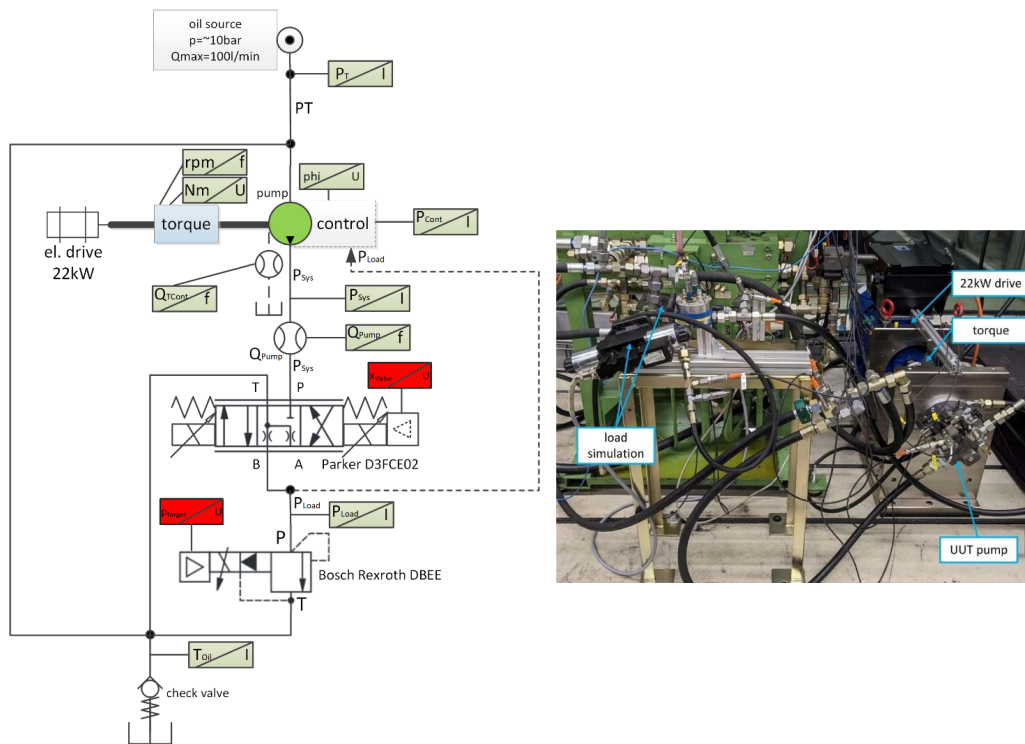 oil source
p=~10bar
Qmax=100l/min
PT I
PT
rpm f
Nm U
phi U
pump
torque
control
PCont I
el. drive
22kW
PLoad
QTCont f
PSys
PSys I
QPump f
QPump
PSys
xValve U
T P
B A
Parker D3FCE02
ptarget U
PLoad
PLoad I
P
Bosch Rexroth DBEE
T
TOil I
check valve
22kW drive
torque
load
simulation
UUT pump